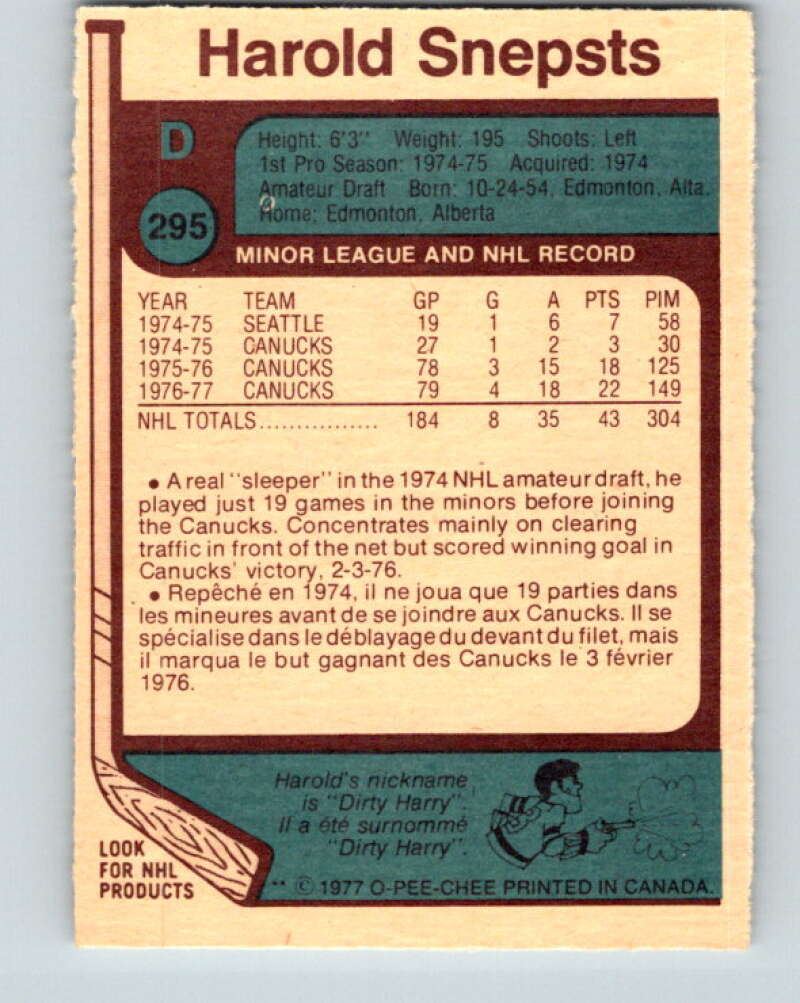 Harold Snepsts
D
Height: 6'3" Weight: 195 Shoots: Left
1st Pro Season: 1974-75 Acquired: 1974
Amateur Draft Born: 10-24-54, Edmonton, Alta.
Home: Edmonton, Alberta
295
MINOR LEAGUE AND NHL RECORD
YEAR TEAM GP G A PTS PIM
1974-75 SEATTLE 19 1 6 7 58
1974-75 CANUCKS 27 1 2 3 30
1975-76 CANUCKS 78 3 15 18 125
1976-77 CANUCKS 79 4 18 22 149
NHL TOTALS................ 184 8 35 43 304
• A real "sleeper" in the 1974 NHL amateur draft, he
played just 19 games in the minors before joining
the Canucks. Concentrates mainly on clearing
traffic in front of the net but scored winning goal in
Canucks' victory, 2-3-76.
• Repêché en 1974, il ne joua que 19 parties dans
les mineures avant de se joindre aux Canucks. Il se
spécialise dans le déblayage du devant du filet, mais
il marqua le but gagnant des Canucks le 3 février
1976.
Harold's nickname
is "Dirty Harry".
Il a été surnommé
"Dirty Harry".
LOOK
FOR NHL
PRODUCTS
** © 1977 O-PEE-CHEE PRINTED IN CANADA.